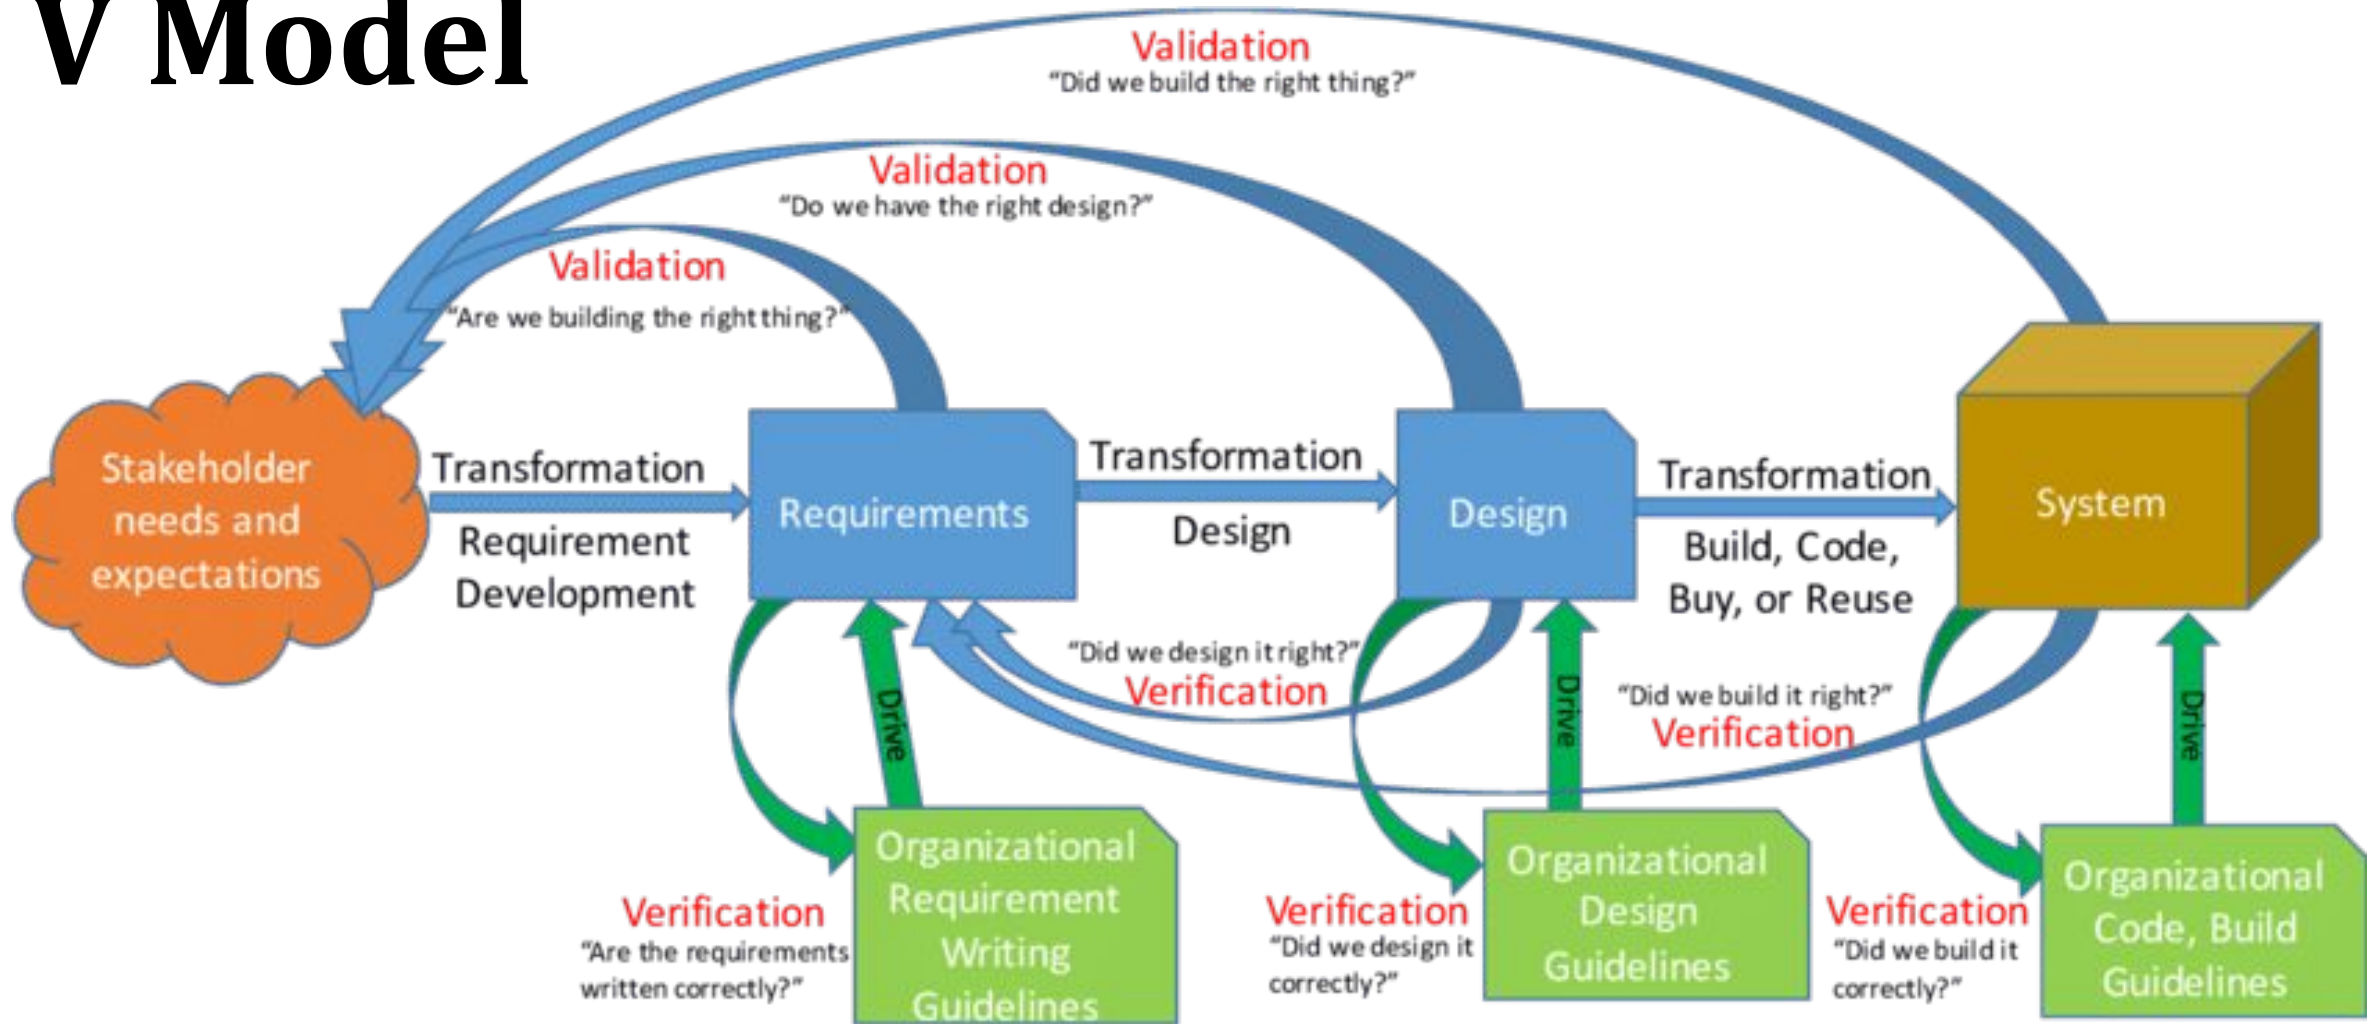 V Model
Validation
“Did we build the right thing?”
Validation
“Do we have the right design?”
Validation
“Are we building the right thing?”
Stakeholder
needs and
expectations
Transformation
Requirement
Development
Requirements
Transformation
Design
Design
Transformation
Build, Code,
Buy, or Reuse
System
“Did we design it right?”
Verification
“Did we build it right?”
Verification
Drive
Drive
Drive
Verification
“Are the requirements
written correctly?”
Organizational
Requirement
Writing
Guidelines
Verification
“Did we design it
correctly?”
Organizational
Design
Guidelines
Verification
“Did we build it
correctly?”
Organizational
Code, Build
Guidelines